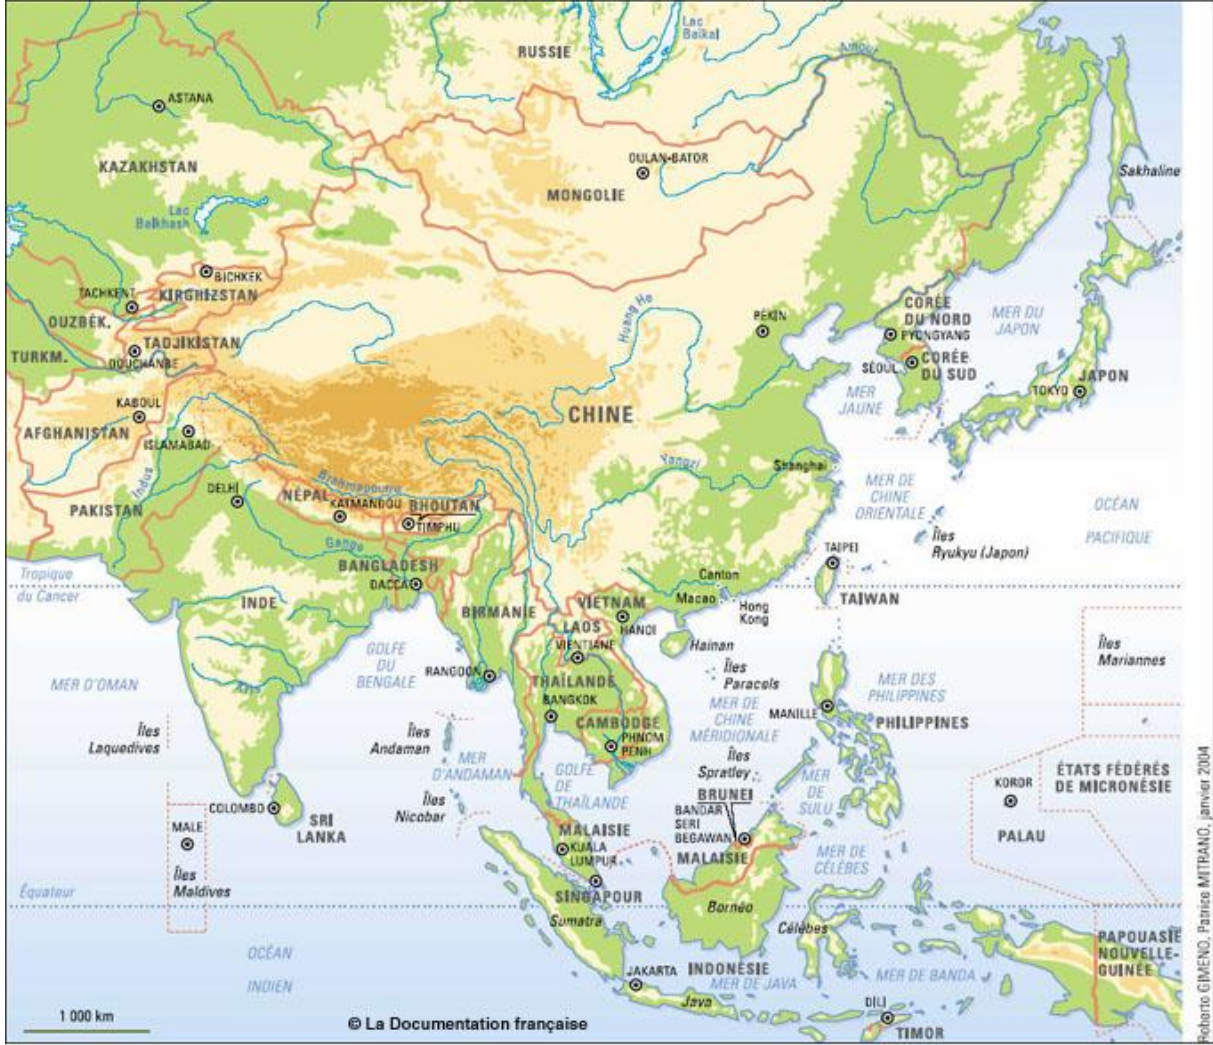 Lac
Baïkal
RUSSIE
Amour
ASTANA
KAZAKHSTAN
OULAN-BATOR
MONGOLIE
Sakhaline
Lac
Balkhash
BICHKEK
TACHKENT
KIRGHIZSTAN
OUZBÉK.
TADJIKISTAN
TURKM.
DOUCHANBE
Huang He
PÉKIN
CORÉE
DU NORD
PYONGYANG
MER DU
JAPON
SÉOUL
CORÉE
DU SUD
JAPON
TOKYO
MER
JAUNE
KABOUL
AFGHANISTAN
ISLAMABAD
CHINE
Indus
Yangzi
Shanghai
DELHI
NÉPAL
Brahmapoutre
KATMANDOU
BHOUTAN
TIMPHU
PAKISTAN
MER DE
CHINE
ORIENTALE
OCÉAN
PACIFIQUE
Îles
Ryukyu (Japon)
Gange
BANGLADESH
DACCA
TAIPEI
TAIWAN
Tropique
du Cancer
INDE
BIRMANIE
VIETNAM
HANOI
LAOS
VIENTIANE
Canton
Macao
Hong
Kong
Hainan
Îles
Mariannes
GOLFE
DU
BENGALE
RANGOON
THAÏLANDE
BANGKOK
Îles
Paracels
MER DES
PHILIPPINES
MER D'OMAN
MER DE
CHINE
MÉRIDIONALE
MANILLE
PHILIPPINES
CAMBODGE
PHNOM
PENH
Îles
Laquedives
Îles
Andaman
MER
D'ANDAMAN
GOLFE
DE
THAÏLANDE
Îles
Spratley
MER
DE
SULU
KOROR
ÉTATS FÉDÉRÉS
DE MICRONÉSIE
PALAU
Îles
Nicobar
BRUNEI
BANDAR
SERI
BEGAWAN
COLOMBO
SRI
LANKA
MALE
Îles
Maldives
MALAISIE
KUALA
LUMPUR
MALAISIE
MER DE
CÉLÈBES
SINGAPOUR
Équateur
Sumatra
Bornéo
Célèbes
PAPOUASIE
NOUVELLE-
GUINÉE
OCÉAN
INDIEN
JAKARTA
INDONÉSIE
MER DE JAVA
MER DE BANDA
Java
DILI
TIMOR
1 000 km
© La Documentation française
Roberto GIMENO, Patrice MITRANO, janvier 2004